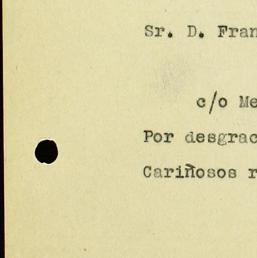 Sr. D. Fran
c/o Me
Por desgrac
Cariñosos r